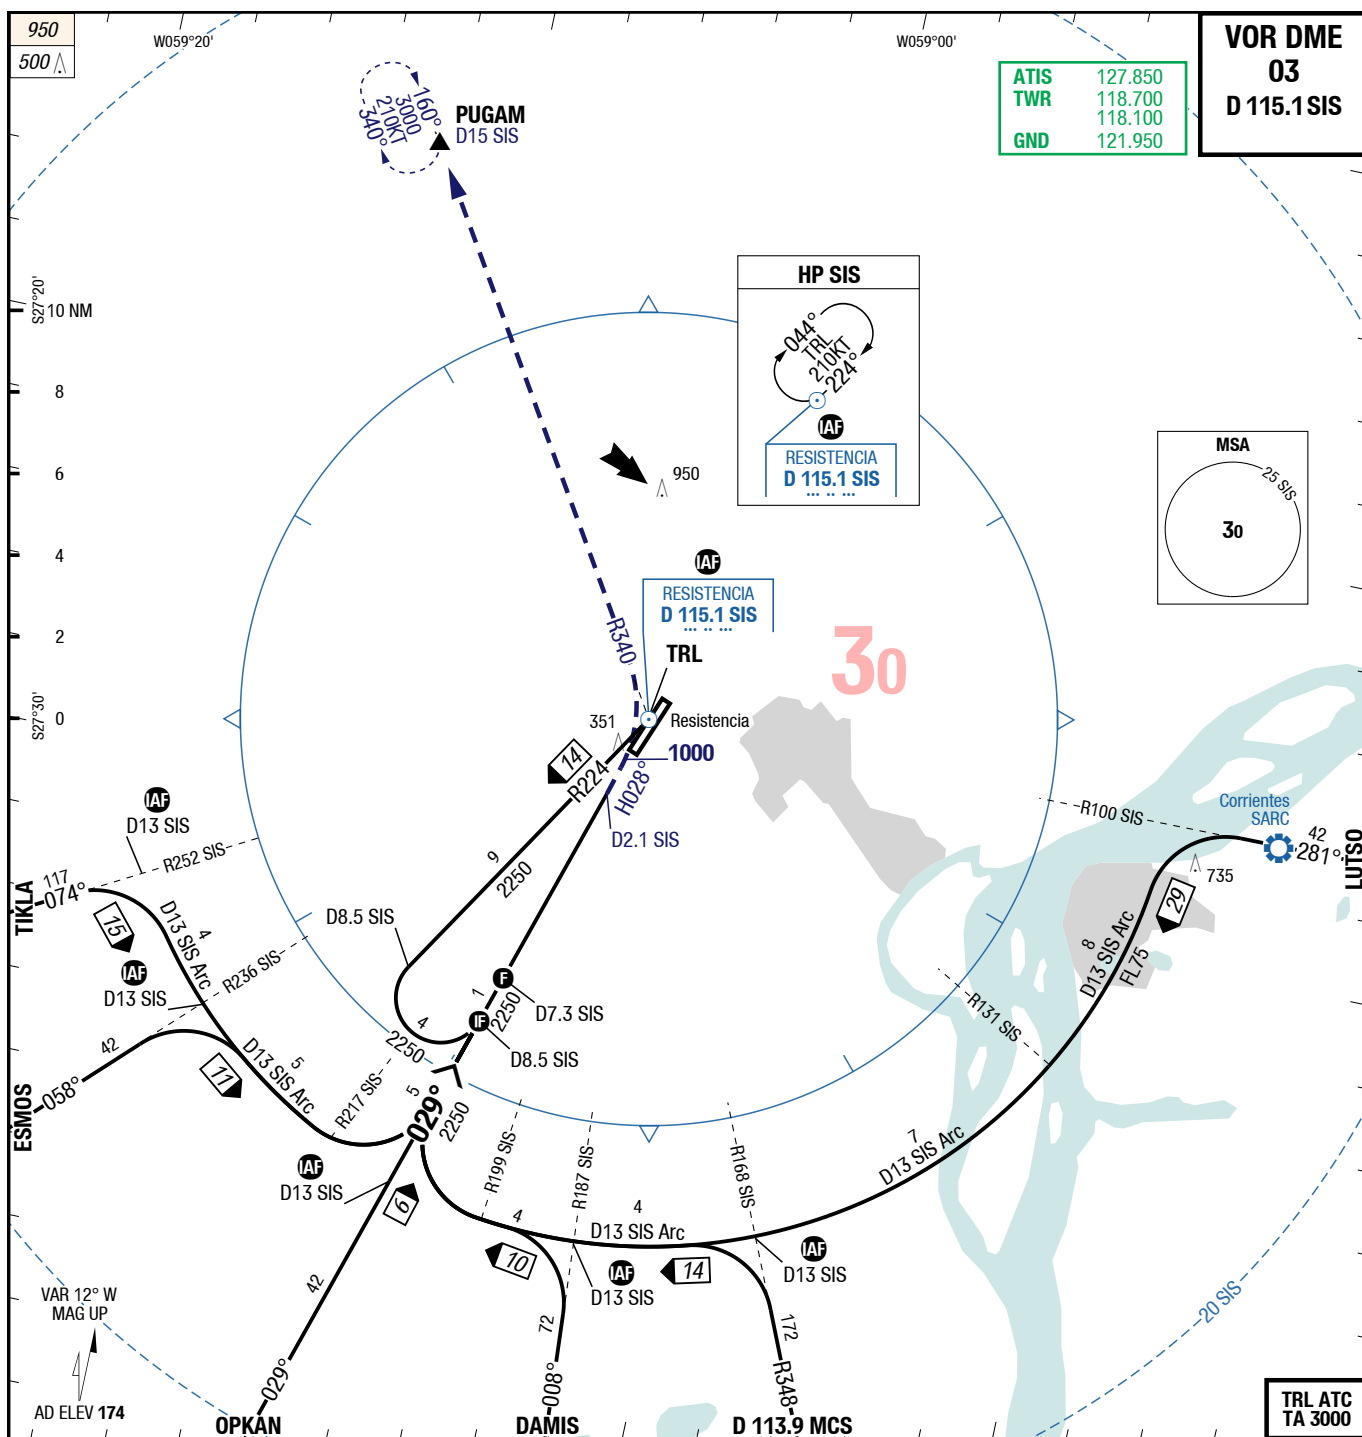 950
500
W059°20'
W059°00'
VOR DME
03
D 115.1 SIS
ATIS 127.850
TWR 118.700
118.100
GND 121.950
160°
3000
210KT
340°
PUGAM
D15 SIS
HP SIS
044°
TRL
210KT
224°
IAF
RESISTENCIA
D 115.1 SIS
MSA
25 SIS
30
S27°20'
10 NM
8
6
4
2
0
S27°30'
950
IAF
RESISTENCIA
D 115.1 SIS
R340
TRL
30
351
Resistencia
1000
14
R224
H028°
D2.1 SIS
9
2250
IAF
D13 SIS
R252 SIS
117
074°
TIKLA
15
D13 SIS Arc
4
IAF
D13 SIS
R236 SIS
D8.5 SIS
F
D7.3 SIS
1
2250
IF
D8.5 SIS
4
2250
42
058°
ESMOS
11
D13 SIS Arc
5
R217 SIS
5
029°
2250
R100 SIS
Corrientes
SARC
42
281°
LUTSO
735
29
8
D13 SIS Arc
FL75
R131 SIS
7
D13 SIS Arc
R199 SIS
R187 SIS
R168 SIS
IAF
D13 SIS
6
4
4
D13 SIS Arc
10
14
IAF
D13 SIS
IAF
D13 SIS
42
029°
OPKAN
72
008°
DAMIS
172
R348
D 113.9 MCS
20 SIS
VAR 12° W
MAG UP
AD ELEV 174
TRL ATC
TA 3000